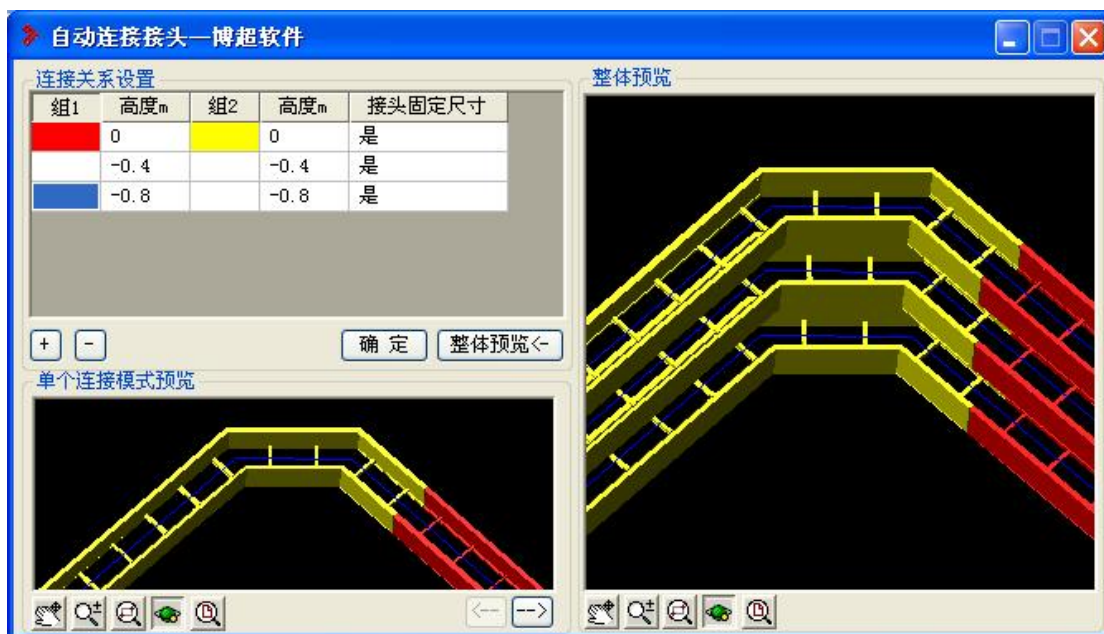 自动连接接头—博超软件
连接关系设置
组1 高度m 组2 高度m 接头固定尺寸
0 0 是
-0.4 -0.4 是
-0.8 -0.8 是
+ - 确 定 整体预览<-
单个连接模式预览
<-- -->
整体预览